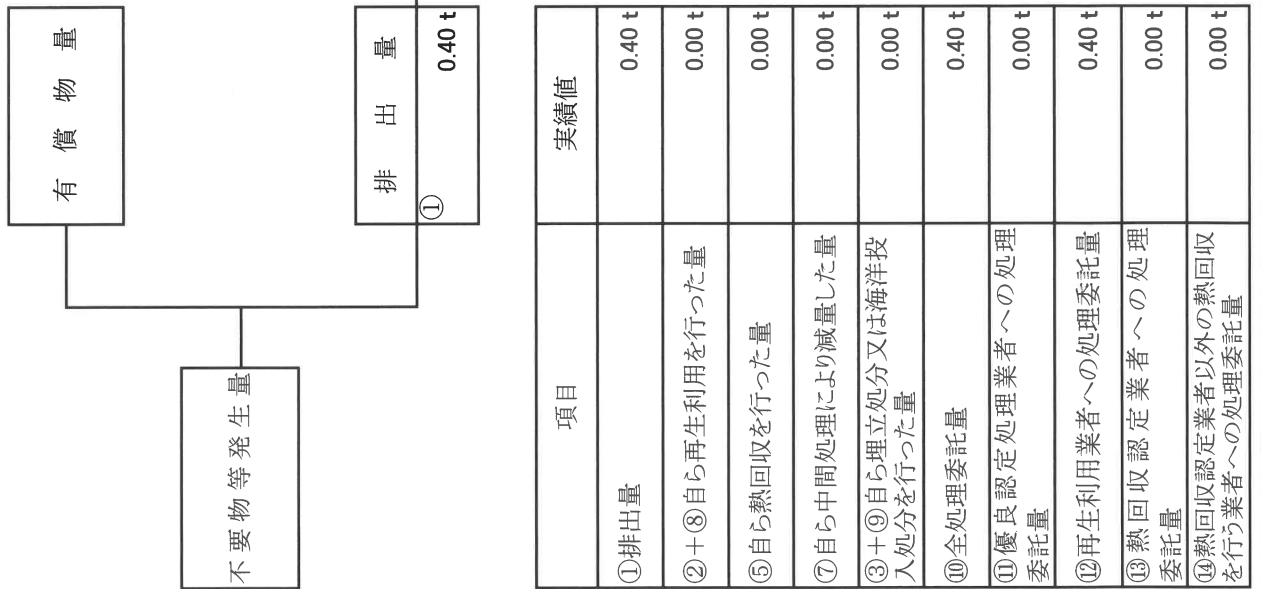 不要物等発生量
有償物量
排出量
①
0.40 t
項目
実績値
①排出量
0.40 t
②+⑧自ら再生利用を行った量
0.00 t
⑤自ら熱回収を行った量
0.00 t
⑦自ら中間処理により減量した量
0.00 t
③+⑨自ら埋立処分又は海洋投
入処分を行った量
0.00 t
⑩全処理委託量
0.40 t
⑪優良認定処理業者への処理
委託量
0.00 t
⑫再生利用業者への処理委託量
0.40 t
⑬熱回収認定業者への処理
委託量
0.00 t
⑭熱回収認定業者以外の熱回収
を行う業者への処理委託量
0.00 t